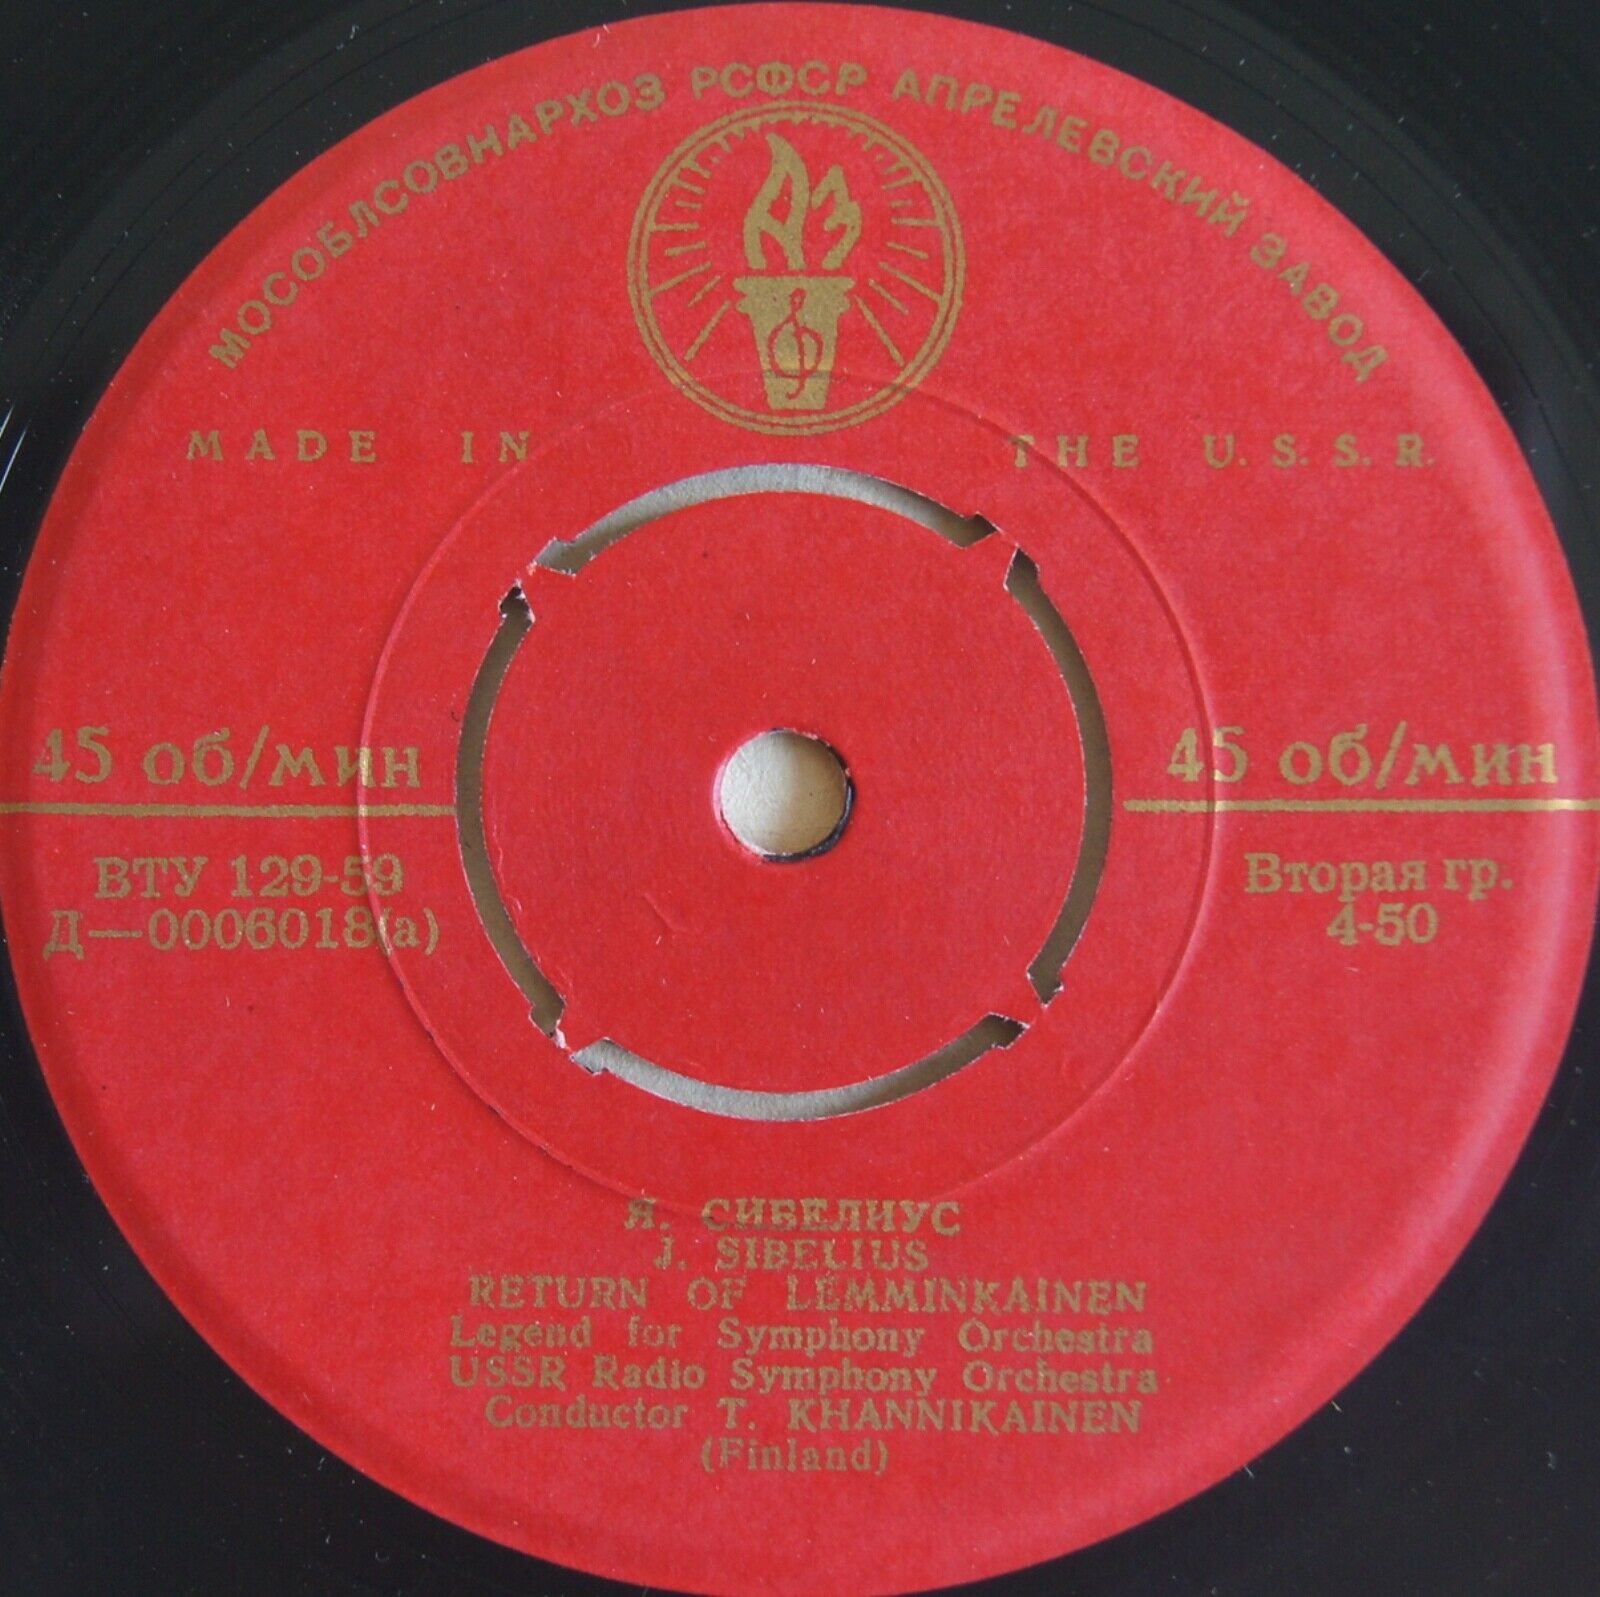 МОСОБЛСОВНАРХОЗ РСФСР АПРЕЛЕВСКИЙ ЗАВОД
АЗ
MADE IN THE U.S.S.R.
45 об/мин
45 об/мин
ВТУ 129-59
Д—0006018(а)
Вторая гр.
4-50
Я. СИБЕЛИУС
J. SIBELIUS
RETURN OF LEMMINKAINEN
Legend for Symphony Orchestra
USSR Radio Symphony Orchestra
Conductor T. KHANNIKAINEN
(Finland)